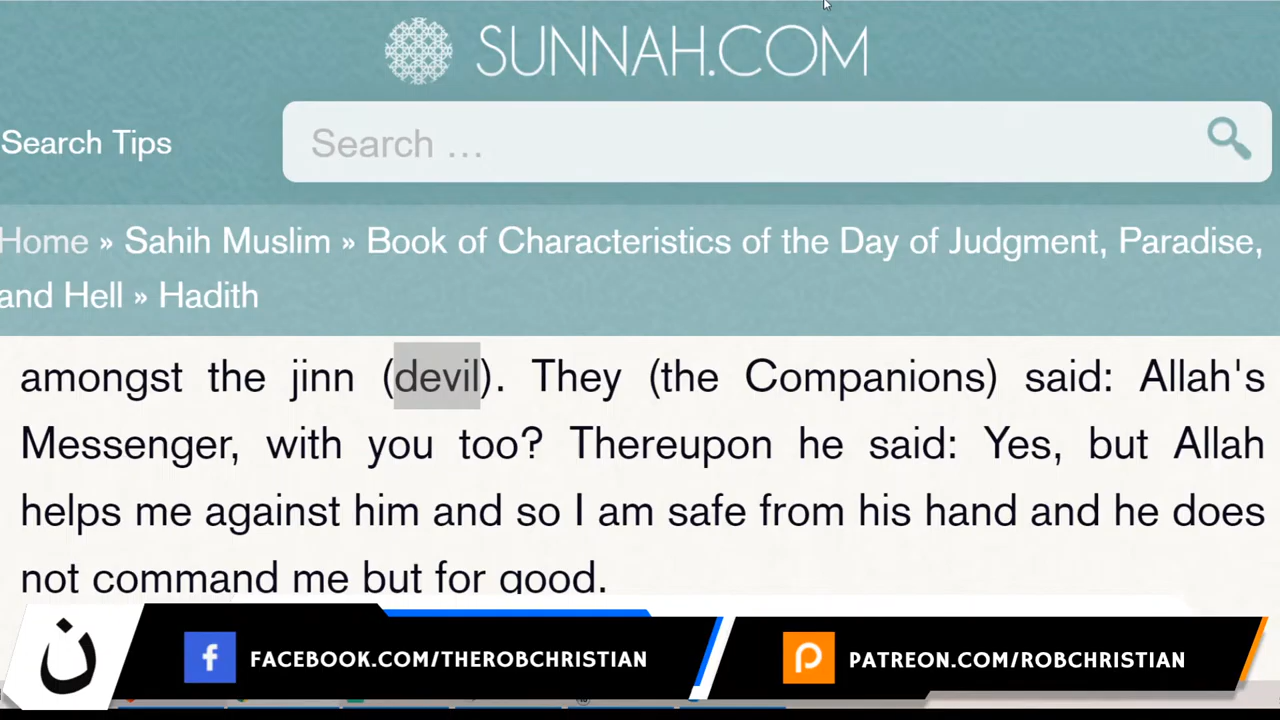 SUNNAH.COM
Search Tips
Search ...
Home » Sahih Muslim » Book of Characteristics of the Day of Judgment, Paradise,
and Hell » Hadith
amongst the jinn (devil). They (the Companions) said: Allah's
Messenger, with you too? Thereupon he said: Yes, but Allah
helps me against him and so I am safe from his hand and he does
not command me but for good.
ن
f FACEBOOK.COM/THEROBCHRISTIAN
PATREON.COM/ROBCHRISTIAN